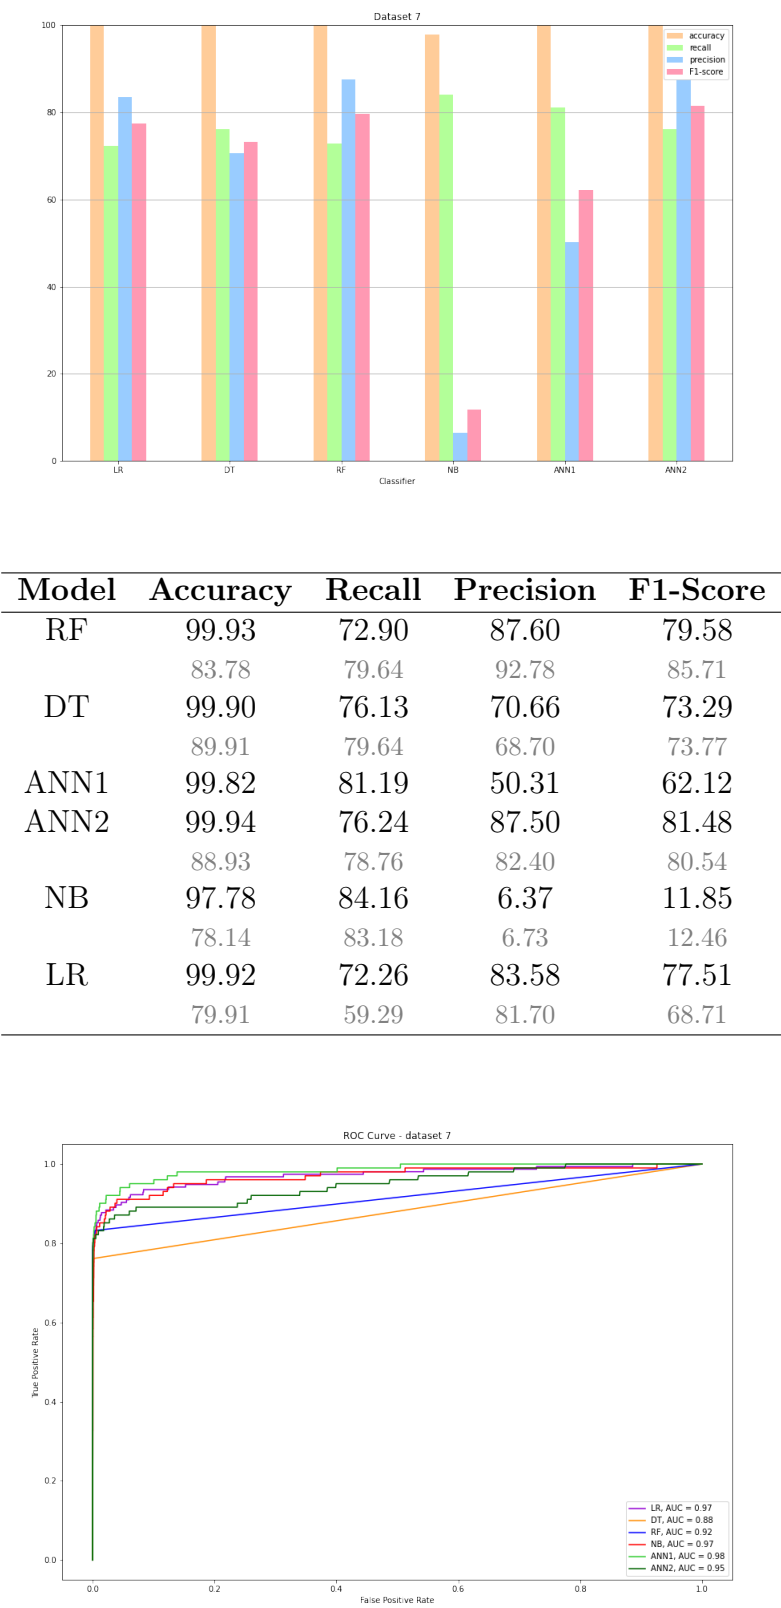 Dataset 7
100
80
60
40
20
0
accuracy
recall
precision
F1-score
LR DT RF NB ANN1 ANN2
Classifier
Model Accuracy Recall Precision F1-Score
RF 99.93 72.90 87.60 79.58
83.78 79.64 92.78 85.71
DT 99.90 76.13 70.66 73.29
89.91 79.64 68.70 73.77
ANN1 99.82 81.19 50.31 62.12
ANN2 99.94 76.24 87.50 81.48
88.93 78.76 82.40 80.54
NB 97.78 84.16 6.37 11.85
78.14 83.18 6.73 12.46
LR 99.92 72.26 83.58 77.51
79.91 59.29 81.70 68.71
ROC Curve - dataset 7
1.0
0.8
0.6
0.4
0.2
0.0
True Positive Rate
LR, AUC = 0.97
DT, AUC = 0.88
RF, AUC = 0.92
NB, AUC = 0.97
ANN1, AUC = 0.98
ANN2, AUC = 0.95
0.0 0.2 0.4 0.6 0.8 1.0
False Positive Rate